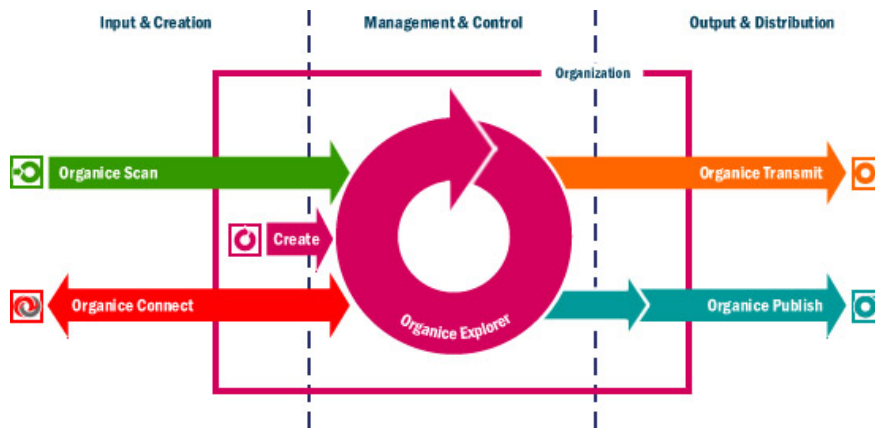 Input & Creation
Management & Control
Output & Distribution
Organization
Organice Scan
Organice Transmit
Create
Organice Connect
Organice Explorer
Organice Publish